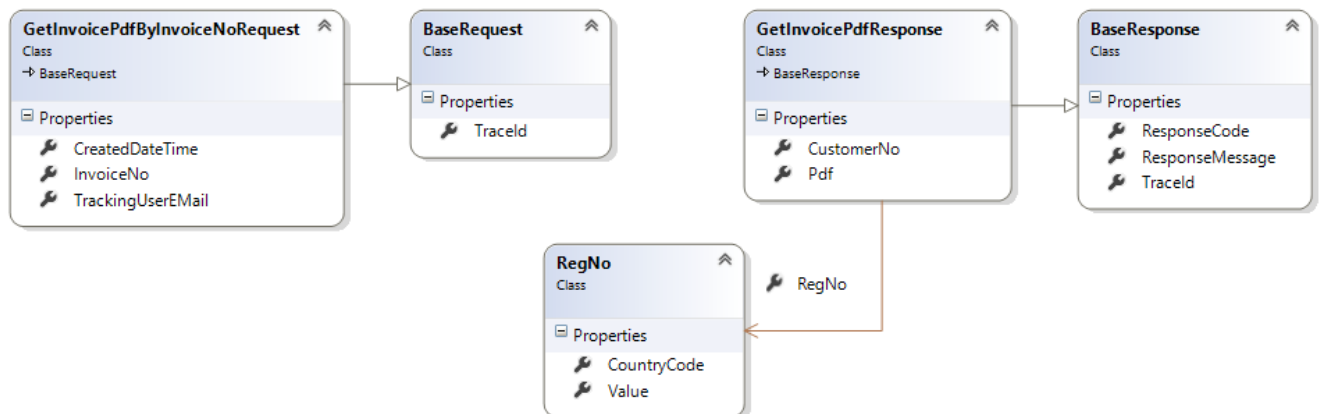 GetInvoicePdfByInvoiceNoRequest
Class
BaseRequest
Properties
CreatedDateTime
InvoiceNo
TrackingUserEMail
BaseRequest
Class
Properties
TraceId
GetInvoicePdfResponse
Class
BaseResponse
Properties
CustomerNo
Pdf
BaseResponse
Class
Properties
ResponseCode
ResponseMessage
TraceId
RegNo
Class
Properties
CountryCode
Value
RegNo